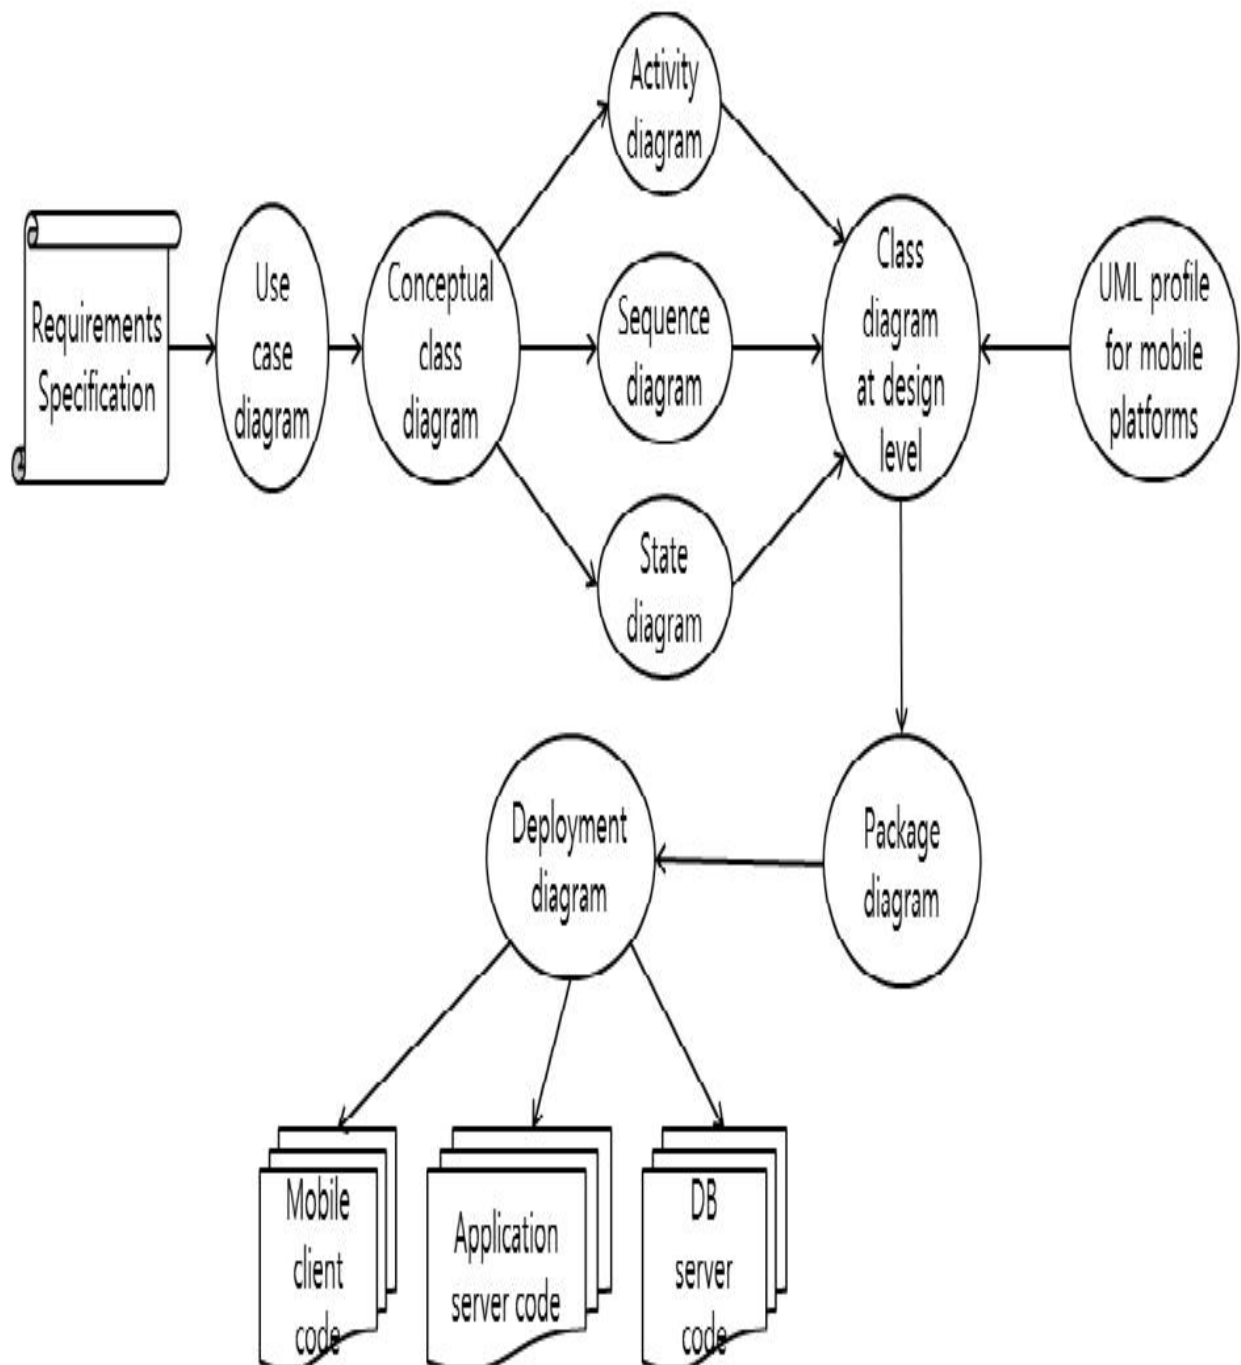 Activity
diagram
Requirements
Specification
Use
case
diagram
Conceptual
class
diagram
Sequence
diagram
State
diagram
Class
diagram
at design
level
UML profile
for mobile
platforms
Deployment
diagram
Package
diagram
Mobile
client
code
Application
server code
DB
server
code